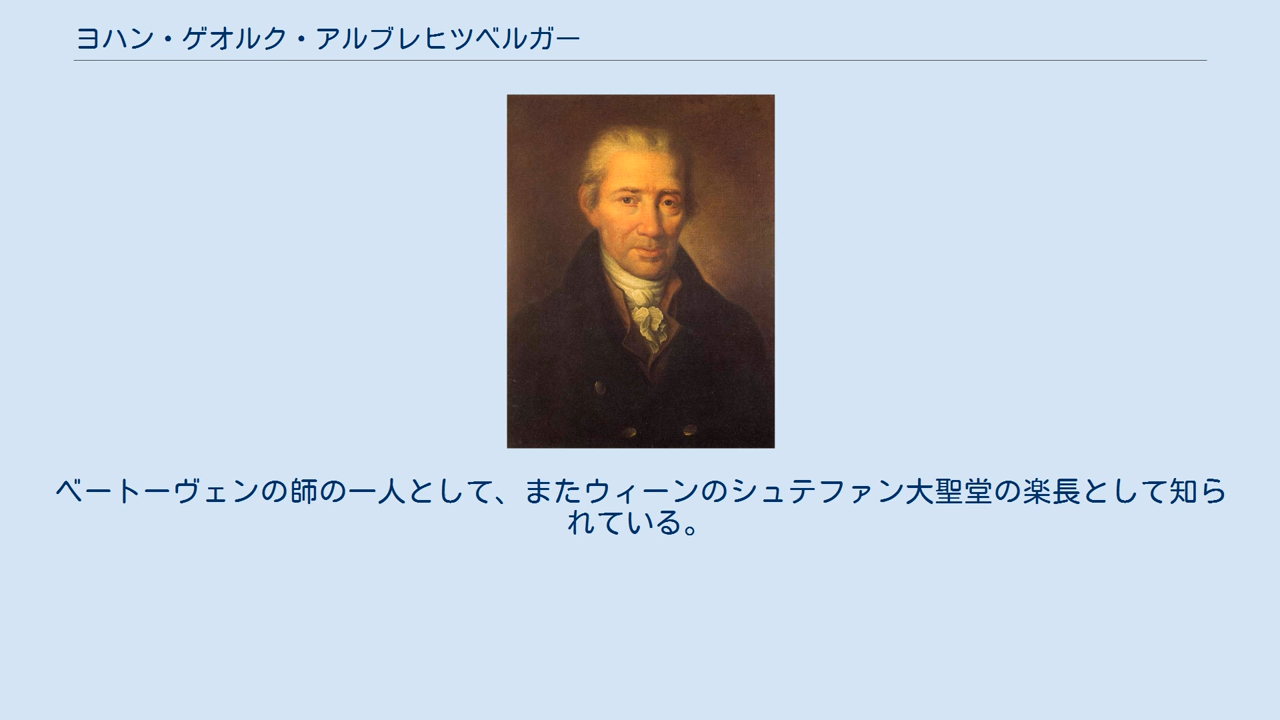 ヨハン・ゲオルク・アルブレヒツベルガー
ベートーヴェンの師の一人として、またウィーンのシュテファン大聖堂の楽長として知ら
れている。